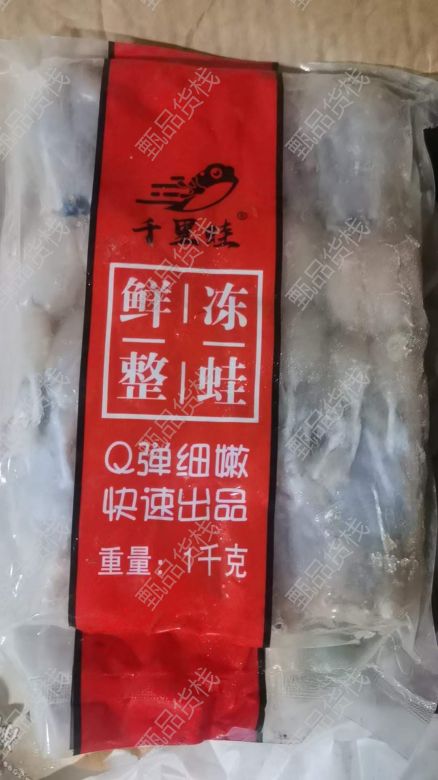 千里蛙®
鲜冻
整蛙
Q弹细嫩
快速出品
重量：1千克
甄品货栈